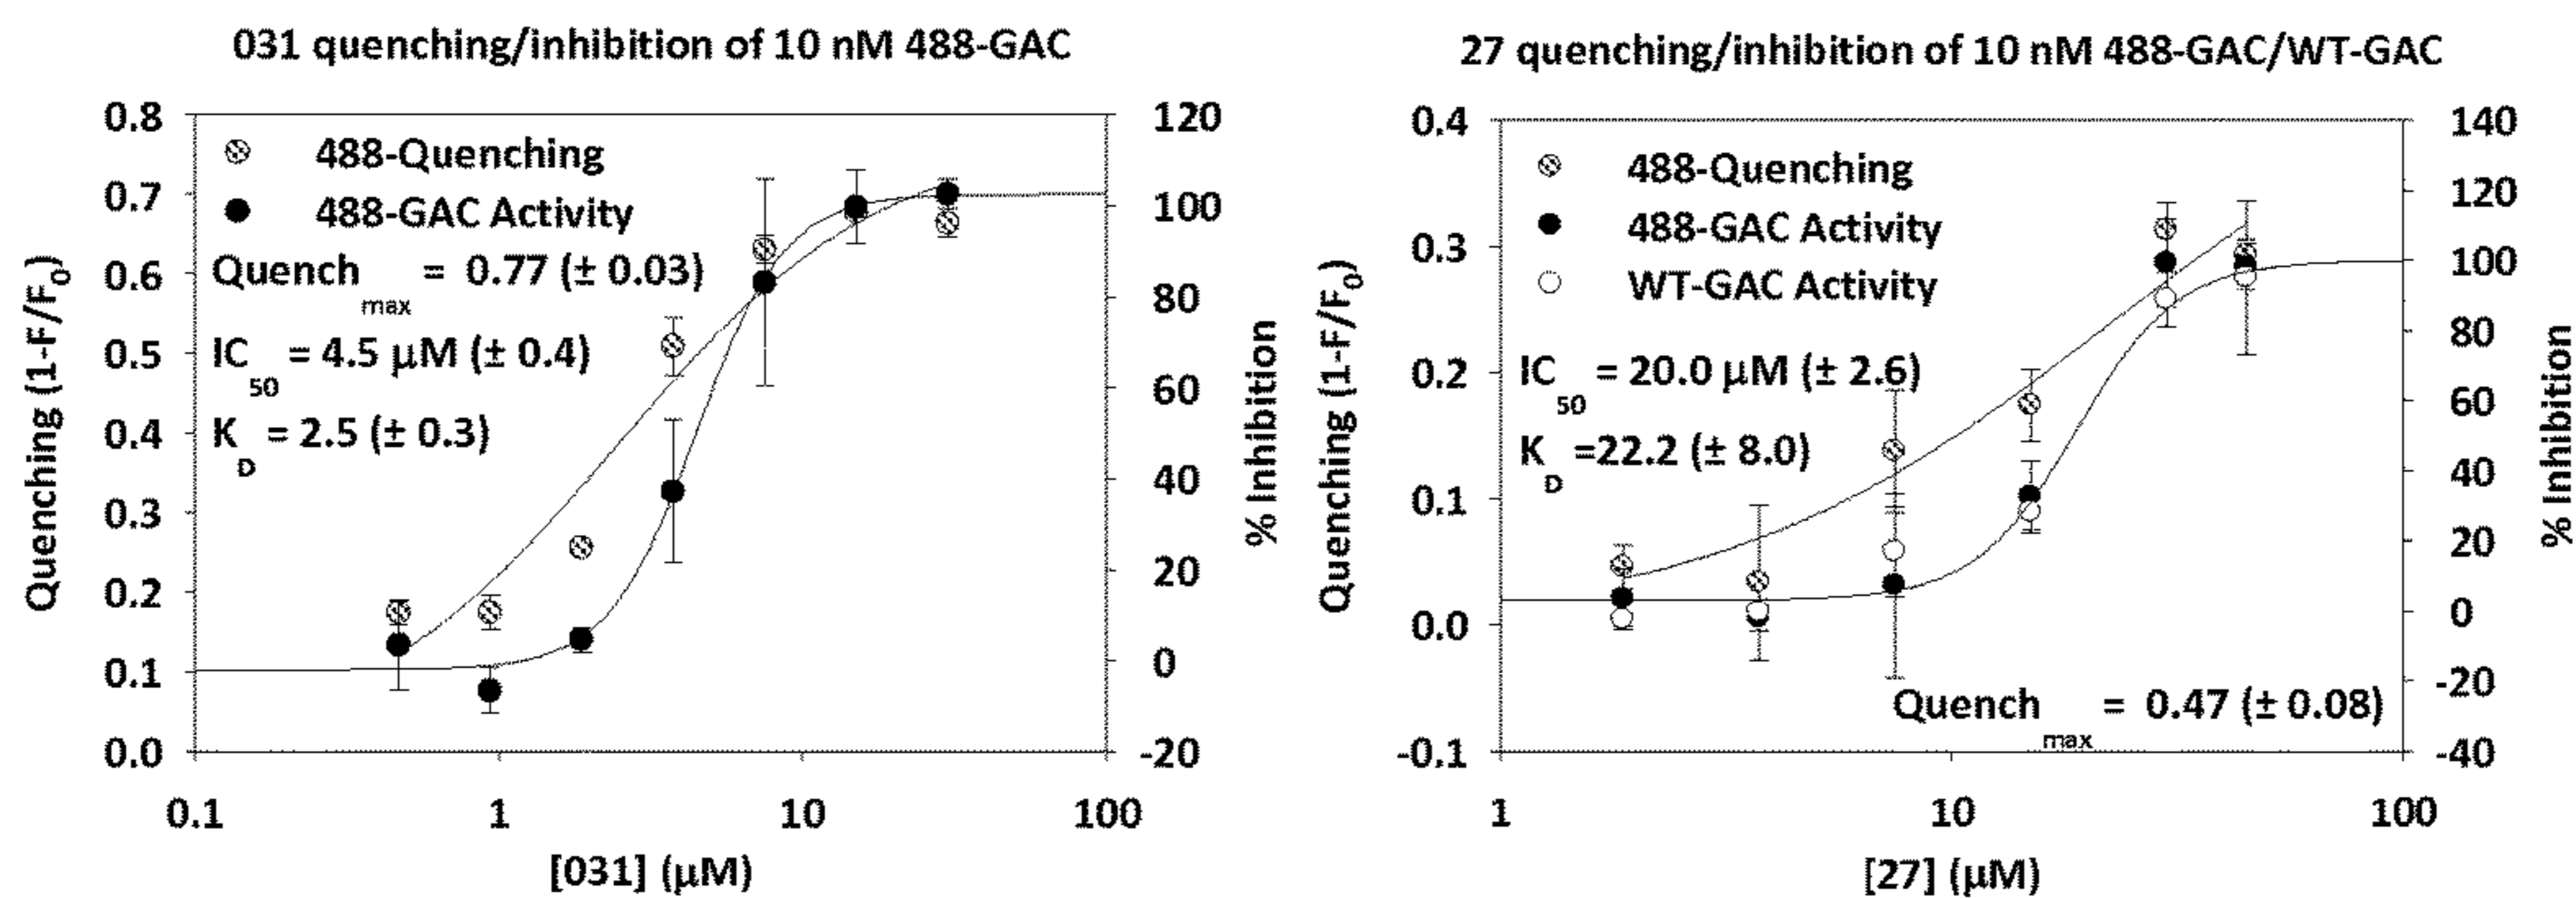 031 quenching/inhibition of 10 nM 488-GAC
0.8
0.7
0.6
0.5
0.4
0.3
0.2
0.1
0.0
Quenching (1-F/F0)
488-Quenching
488-GAC Activity
Quench max = 0.77 (± 0.03)
IC50 = 4.5 µM (± 0.4)
KD = 2.5 (± 0.3)
120
100
80
60
40
20
0
-20
% Inhibition
0.1 1 10 100
[031] (µM)
27 quenching/inhibition of 10 nM 488-GAC/WT-GAC
0.4
0.3
0.2
0.1
0.0
-0.1
Quenching (1-F/F0)
488-Quenching
488-GAC Activity
WT-GAC Activity
IC50 = 20.0 µM (± 2.6)
KD =22.2 (± 8.0)
Quench max = 0.47 (± 0.08)
140
120
100
80
60
40
20
0
-20
-40
% Inhibition
1 10 100
[27] (µM)